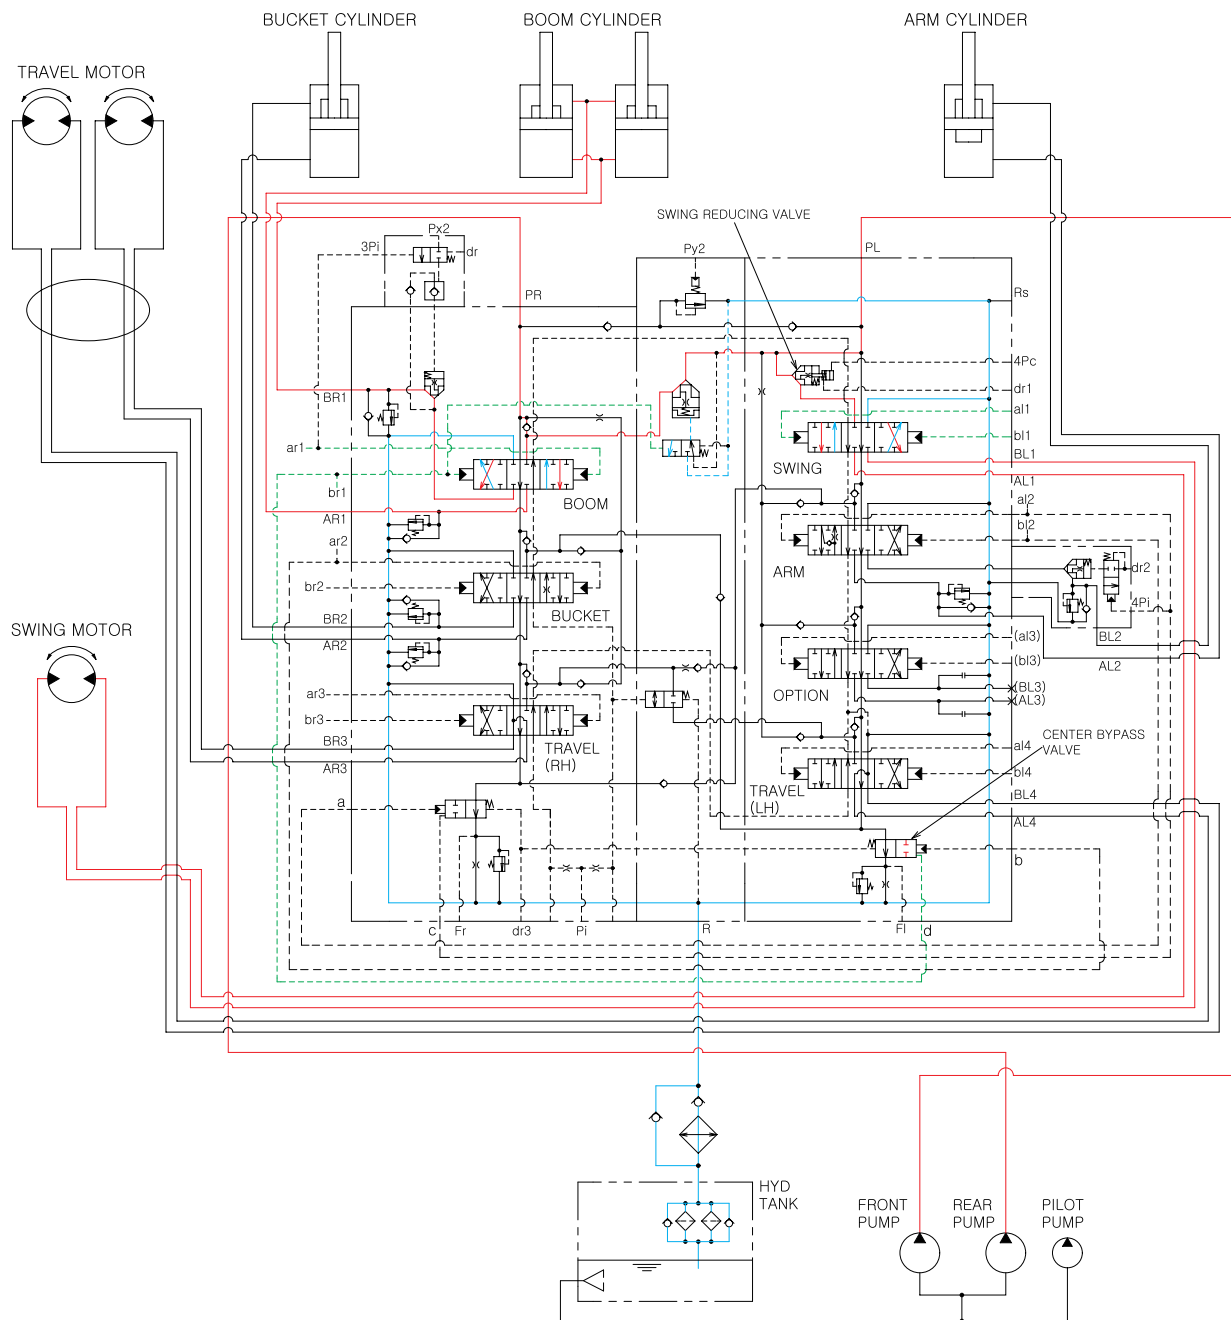 BUCKET CYLINDER
BOOM CYLINDER
ARM CYLINDER
TRAVEL MOTOR
SWING REDUCING VALVE
Px2
3Pi
dr
Py2
PL
PR
Rs
4Pc
dr1
BR1
al1
ar1
bl1
SWING
BL1
AL1
br1
BOOM
al2
AR1
bl2
ar2
ARM
dr2
br2
4Pi
BR2
BUCKET
SWING MOTOR
(al3)
BL2
AR2
(bl3)
AL2
ar3
OPTION
(BL3)
(AL3)
br3
CENTER BYPASS
VALVE
BR3
TRAVEL
(RH)
al4
AR3
bl4
a
TRAVEL
(LH)
BL4
AL4
b
c
Fr
dr3
Pi
R
Fl
d
HYD
TANK
FRONT
PUMP
REAR
PUMP
PILOT
PUMP